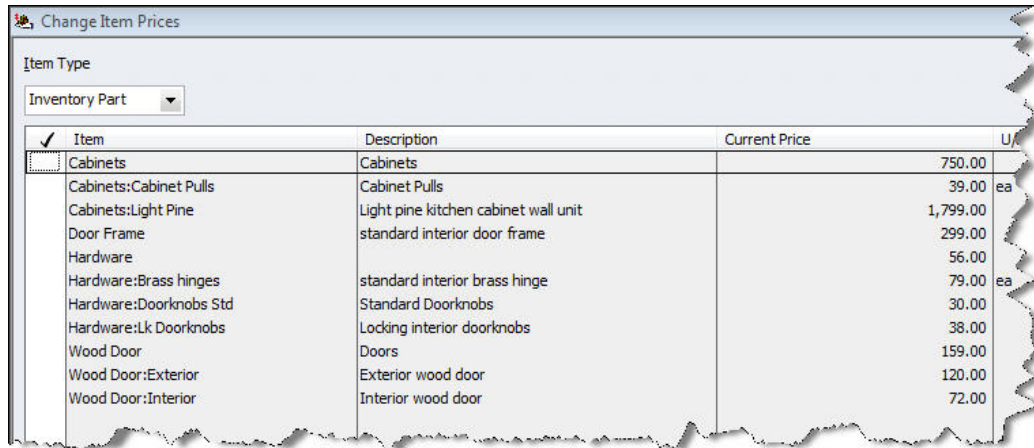 Change Item Prices
Item Type
Inventory Part
Item Description Current Price U/
Cabinets Cabinets 750.00
Cabinets:Cabinet Pulls Cabinet Pulls 39.00 ea
Cabinets:Light Pine Light pine kitchen cabinet wall unit 1,799.00
Door Frame standard interior door frame 299.00
Hardware 56.00
Hardware:Brass hinges standard interior brass hinge 79.00 ea
Hardware:Doorknobs Std Standard Doorknobs 30.00
Hardware:Lk Doorknobs Locking interior doorknobs 38.00
Wood Door Doors 159.00
Wood Door:Exterior Exterior wood door 120.00
Wood Door:Interior Interior wood door 72.00